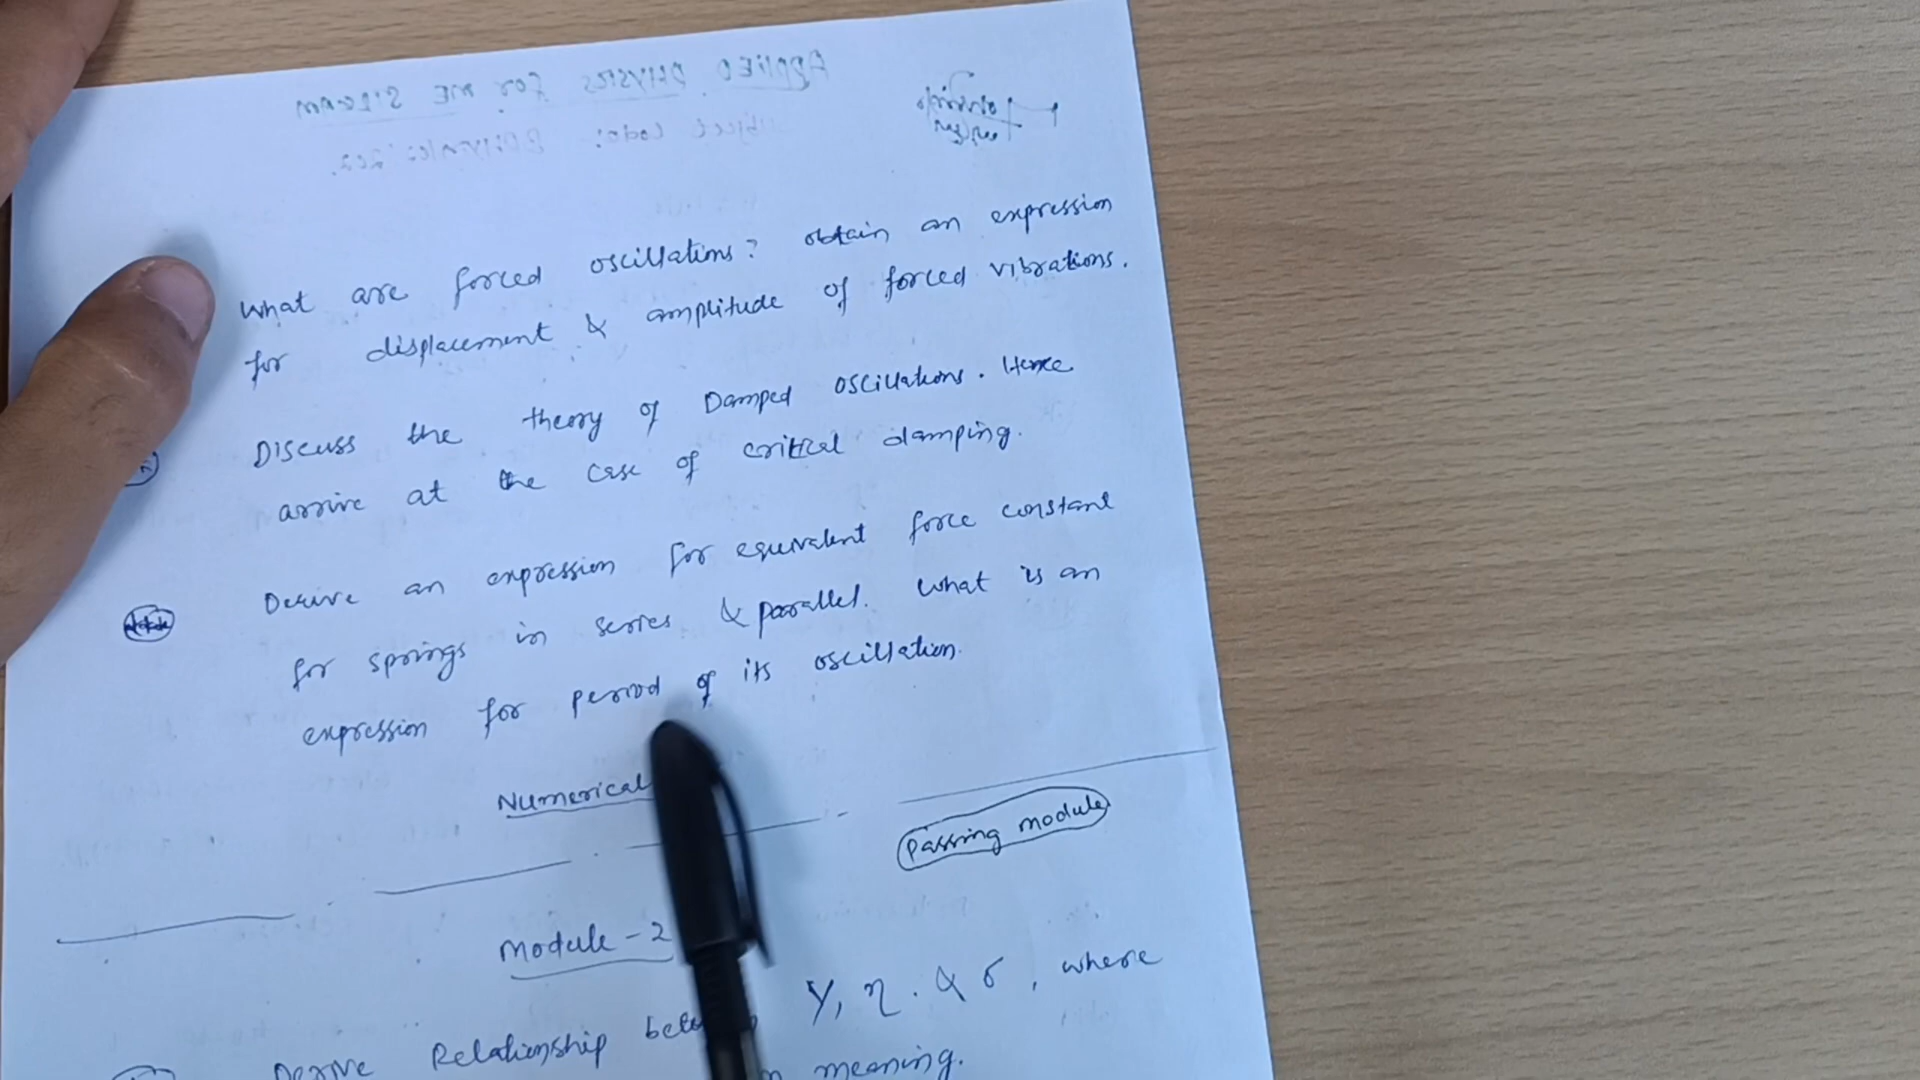 What are forced oscillations? obtain an expression
for displacement & amplitude of forced vibrations.
Discuss the theory of Damped oscillations. Hence
arrive at the case of critical damping.
Derive an expression for equivalent force constant
for springs in series & parallel. What is an
expression for period of its oscillation.
Numerical
Passing module
Module - 2
Derive Relationship Y, η. & σ, where
meaning.